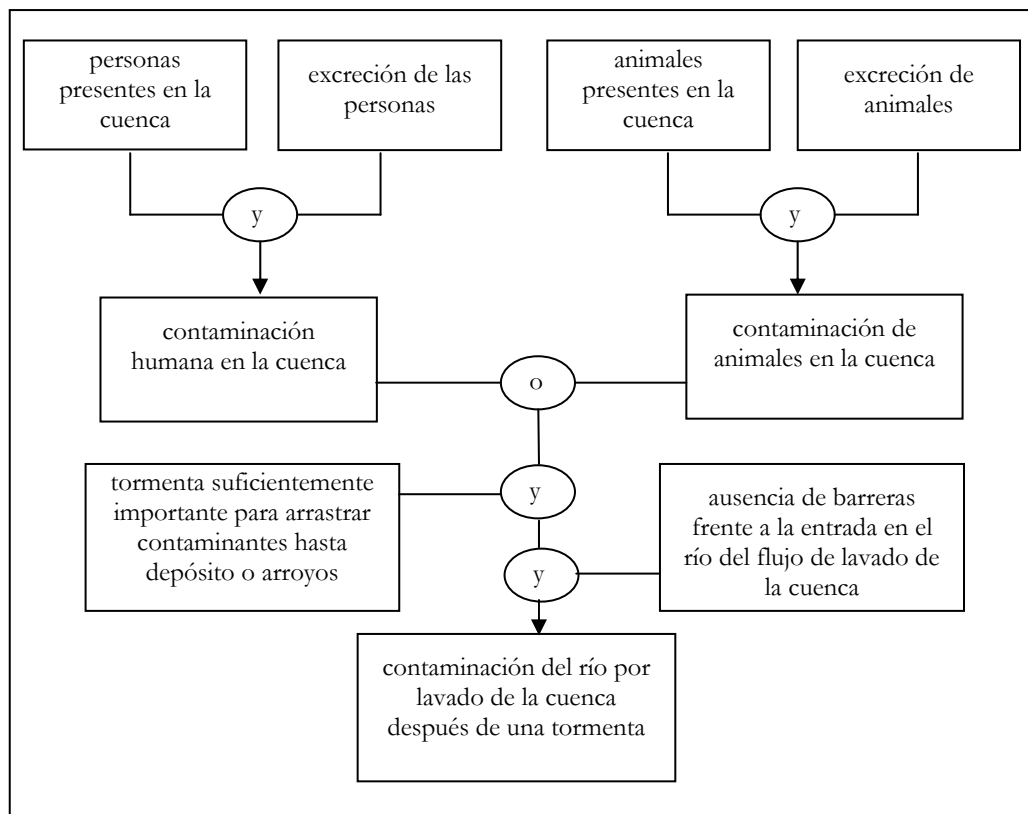 personas
presentes en la
cuenca
excreción de las
personas
animales
presentes en la
cuenca
excreción de
animales
y
y
contaminación
humana en la cuenca
contaminación de
animales en la cuenca
o
tormenta suficientemente
importante para arrastrar
contaminantes hasta
depósito o arroyos
y
ausencia de barreras
frente a la entrada en el
río del flujo de lavado de
la cuenca
y
contaminación del río por
lavado de la cuenca
después de una tormenta